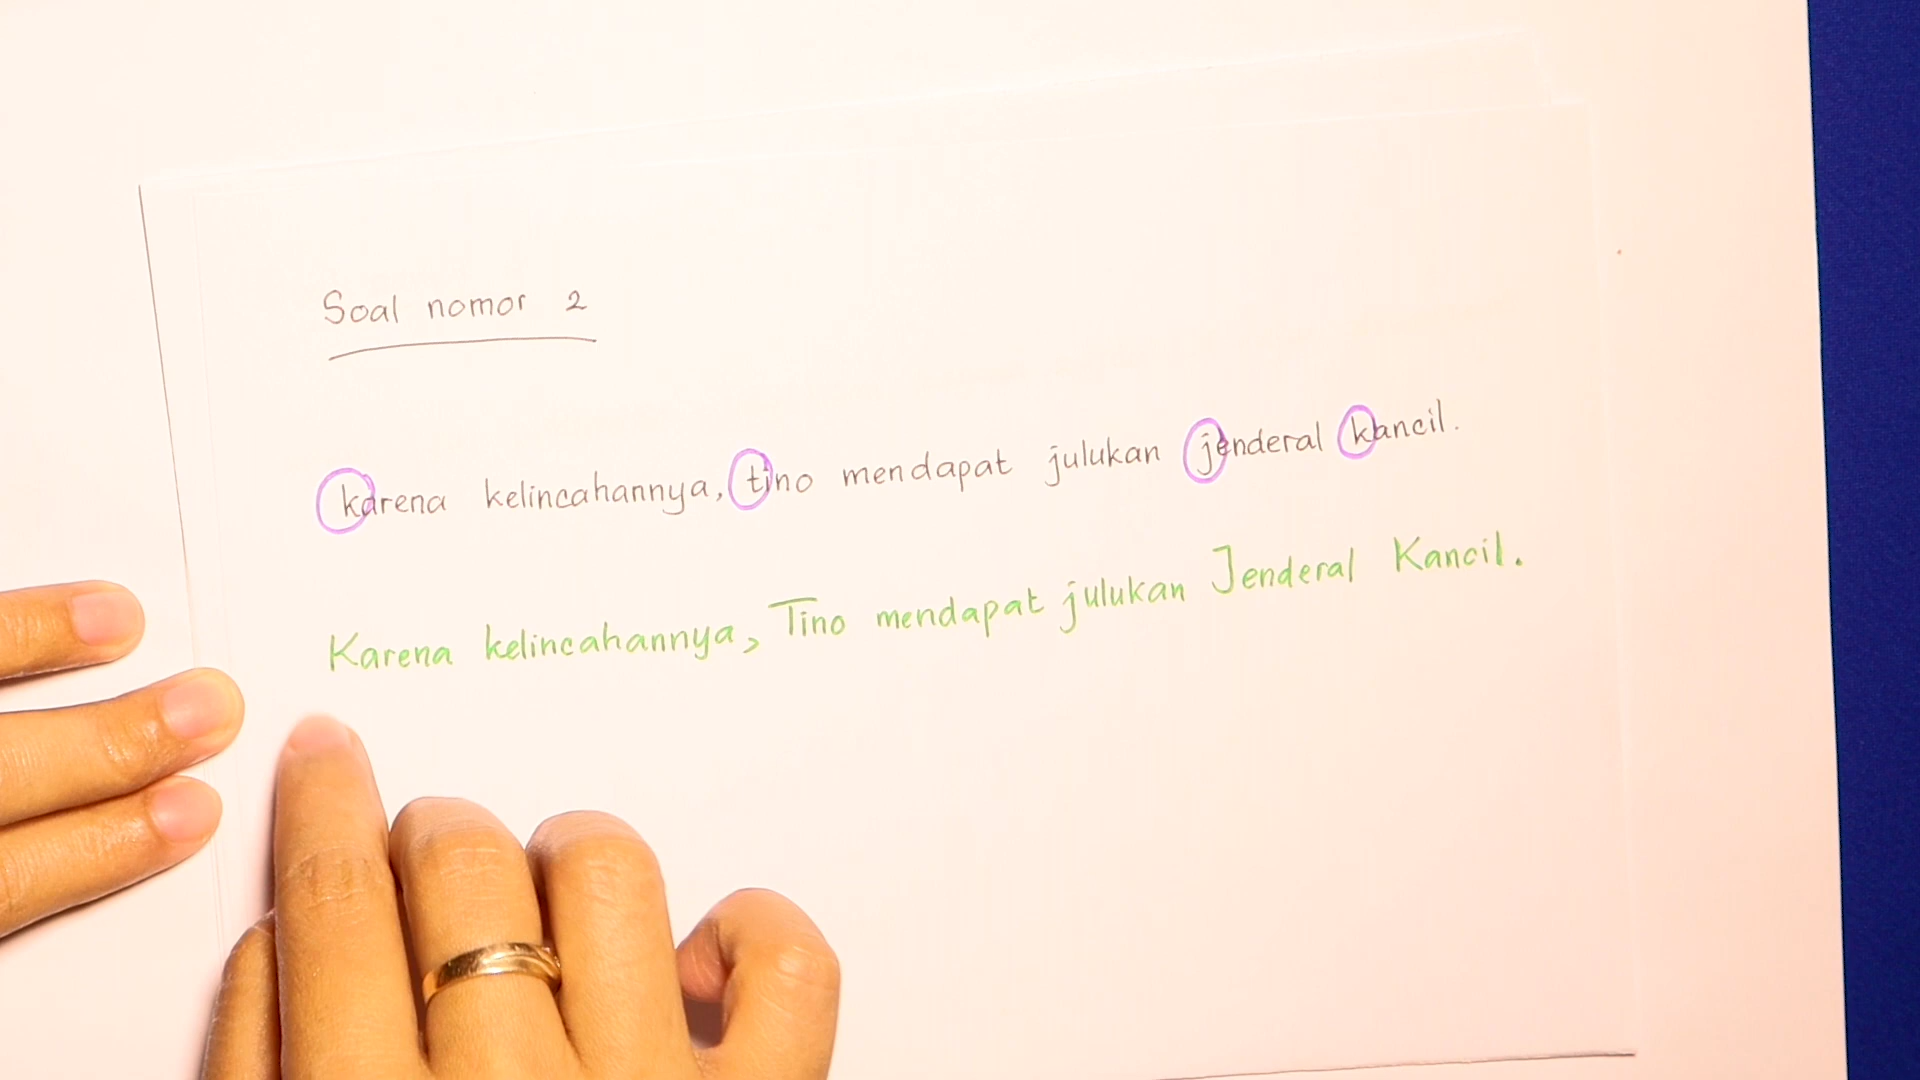 Soal nomor 2
karena kelincahannya, tino mendapat julukan jenderal kancil.
Karena kelincahannya, Tino mendapat julukan Jenderal Kancil.